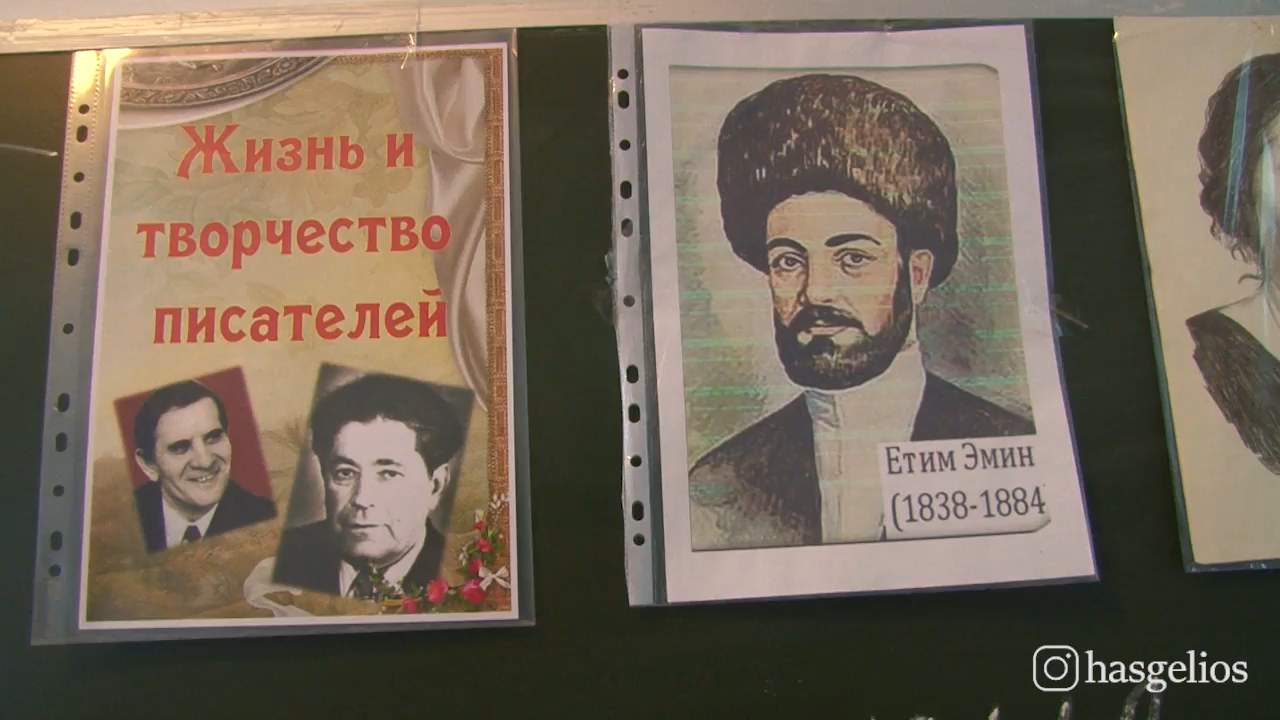 Жизнь и
творчество
писателей
Етим Эмин
(1838-1884
hasgelios